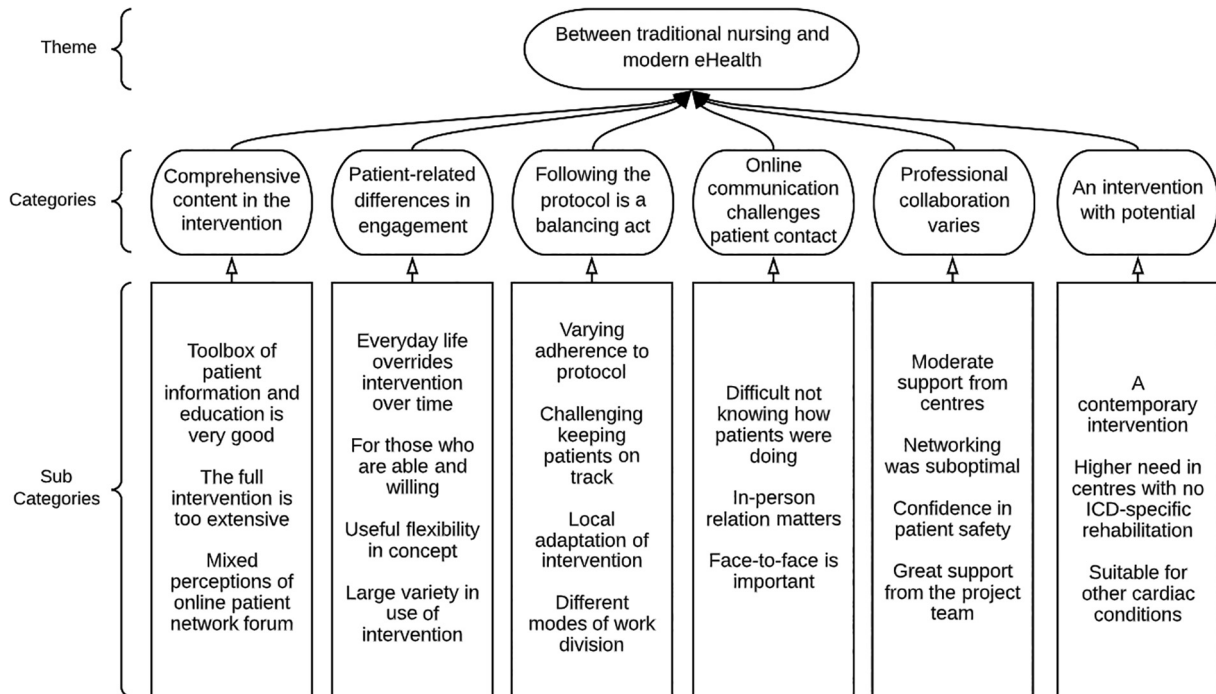 Theme
Between traditional nursing and
modern eHealth
Categories
Comprehensive
content in the
intervention
Patient-related
differences in
engagement
Following the
protocol is a
balancing act
Online
communication
challenges
patient contact
Professional
collaboration
varies
An intervention
with potential
Sub
Categories
Toolbox of
patient
information and
education is
very good
The full
intervention is
too extensive
Mixed
perceptions of
online patient
network forum
Everyday life
overrides
intervention
over time
For those who
are able and
willing
Useful flexibility
in concept
Large variety in
use of
intervention
Varying
adherence to
protocol
Challenging
keeping
patients on
track
Local
adaptation of
intervention
Different
modes of work
division
Difficult not
knowing how
patients were
doing
In-person
relation matters
Face-to-face is
important
Moderate
support from
centres
Networking
was suboptimal
Confidence in
patient safety
Great support
from the project
team
A
contemporary
intervention
Higher need in
centres with no
ICD-specific
rehabilitation
Suitable for
other cardiac
conditions